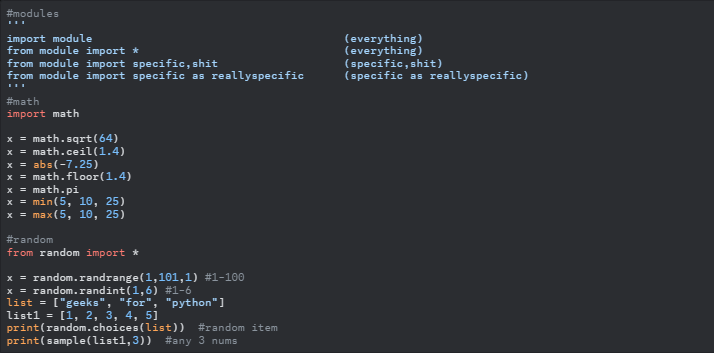 #modules
'''
import module (everything)
from module import * (everything)
from module import specific,shit (specific,shit)
from module import specific as reallyspecific (specific as reallyspecific)
'''
#math
import math
x = math.sqrt(64)
x = math.ceil(1.4)
x = abs(-7.25)
x = math.floor(1.4)
x = math.pi
x = min(5, 10, 25)
x = max(5, 10, 25)
#random
from random import *
x = random.randrange(1,101,1) #1-100
x = random.randint(1,6) #1-6
list = ["geeks", "for", "python"]
list1 = [1, 2, 3, 4, 5]
print(random.choices(list)) #random item
print(sample(list1,3)) #any 3 nums